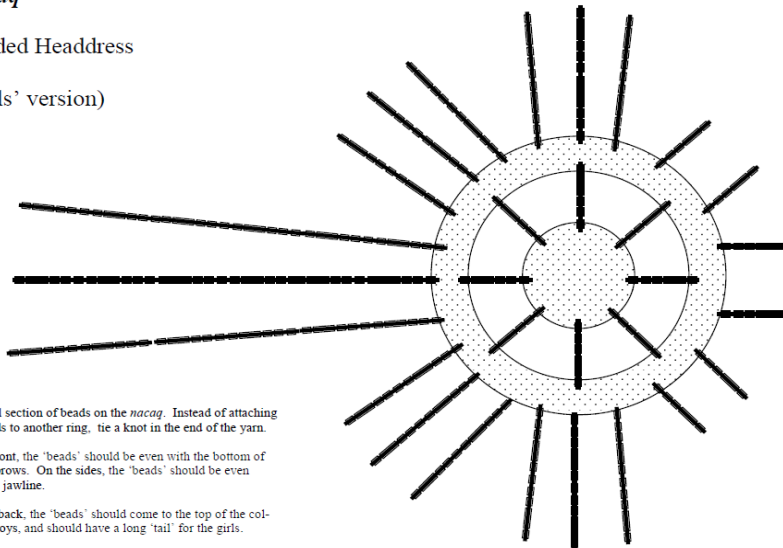 aq
ded Headdress
ls’ version)
l section of beads on the nacaq. Instead of attaching
ls to another ring, tie a knot in the end of the yarn.
ont, the ‘beads’ should be even with the bottom of
rows. On the sides, the ‘beads’ should be even
jawline.
back, the ‘beads’ should come to the top of the col-
oys, and should have a long ‘tail’ for the girls.